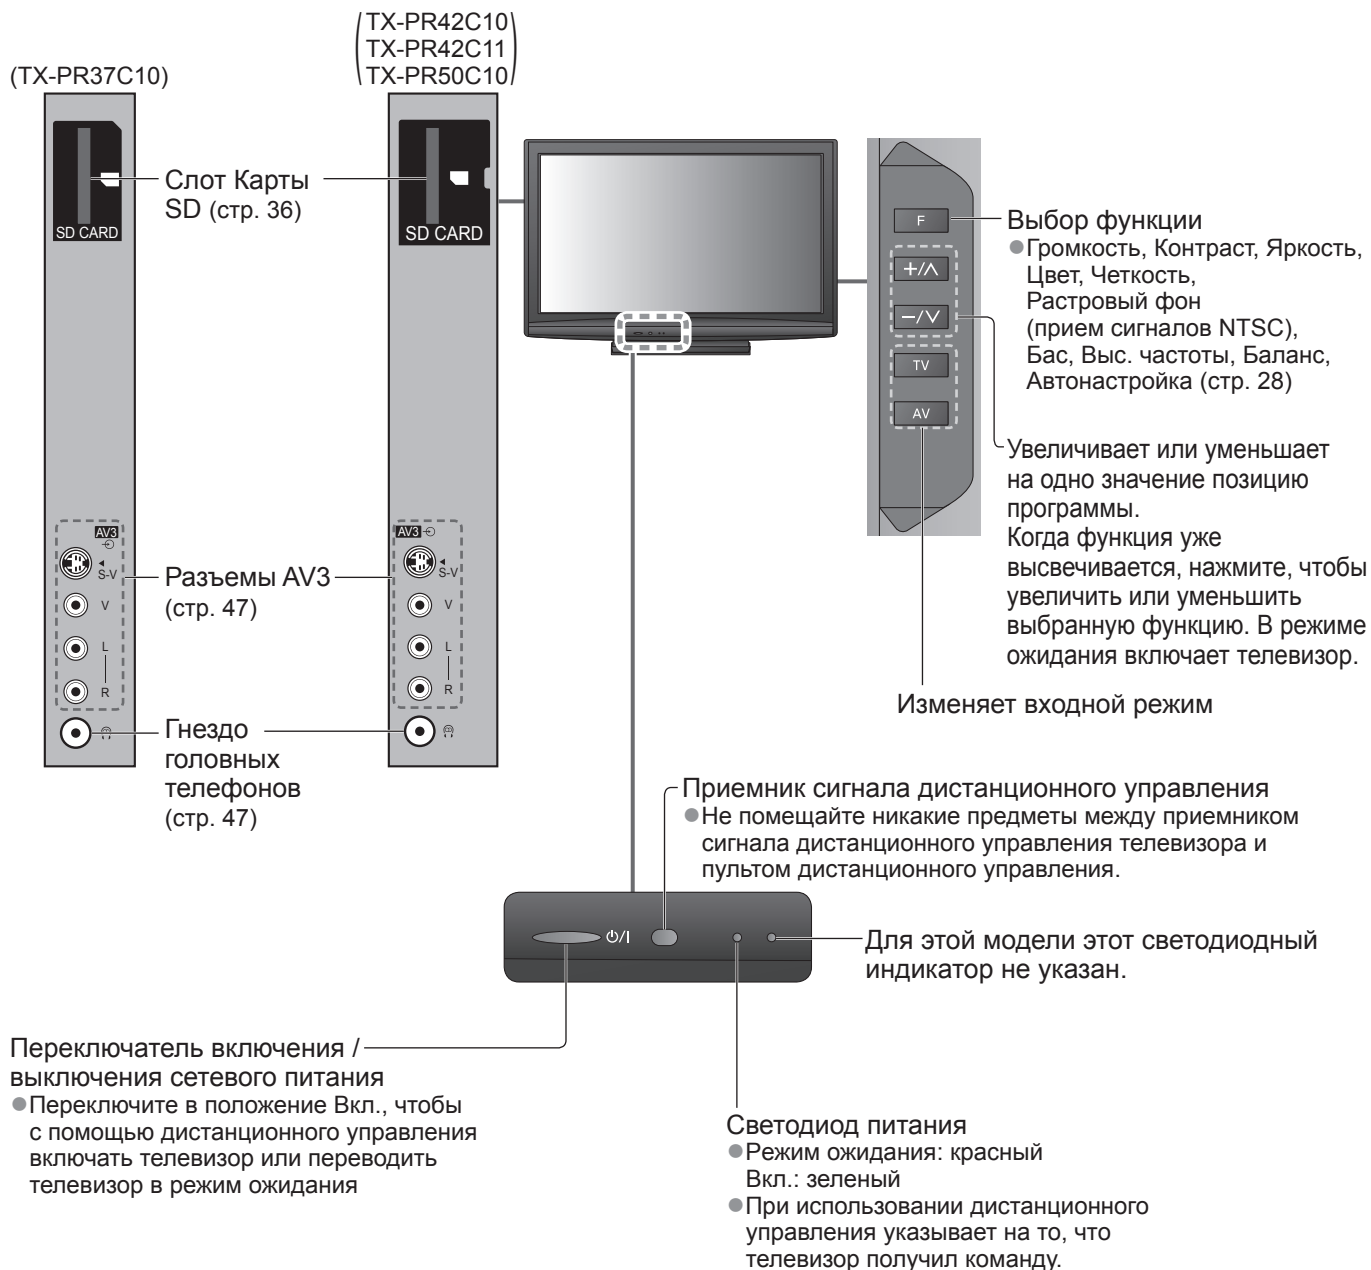 (TX-PR37C10)
TX-PR42C10
TX-PR42C11
TX-PR50C10
SD CARD
SD CARD
Слот Карты
SD (стр. 36)
F
+/∧
−/∨
TV
AV
Выбор функции
●Громкость, Контраст, Яркость,
Цвет, Четкость,
Растровый фон
(прием сигналов NTSC),
Бас, Выс. частоты, Баланс,
Автонастройка (стр. 28)
Увеличивает или уменьшает
на одно значение позицию
программы.
Когда функция уже
высвечивается, нажмите, чтобы
увеличить или уменьшить
выбранную функцию. В режиме
ожидания включает телевизор.
Изменяет входной режим
AV3
S-V
V
L
R
AV3
S-V
V
L
R
Разъемы AV3
(стр. 47)
Гнездо
головных
телефонов
(стр. 47)
Приемник сигнала дистанционного управления
●Не помещайте никакие предметы между приемником
сигнала дистанционного управления телевизора и
пультом дистанционного управления.
⏻/I
Для этой модели этот светодиодный
индикатор не указан.
Переключатель включения /
выключения сетевого питания
●Переключите в положение Вкл., чтобы
с помощью дистанционного управления
включать телевизор или переводить
телевизор в режим ожидания
Светодиод питания
●Режим ожидания: красный
Вкл.: зеленый
●При использовании дистанционного
управления указывает на то, что
телевизор получил команду.